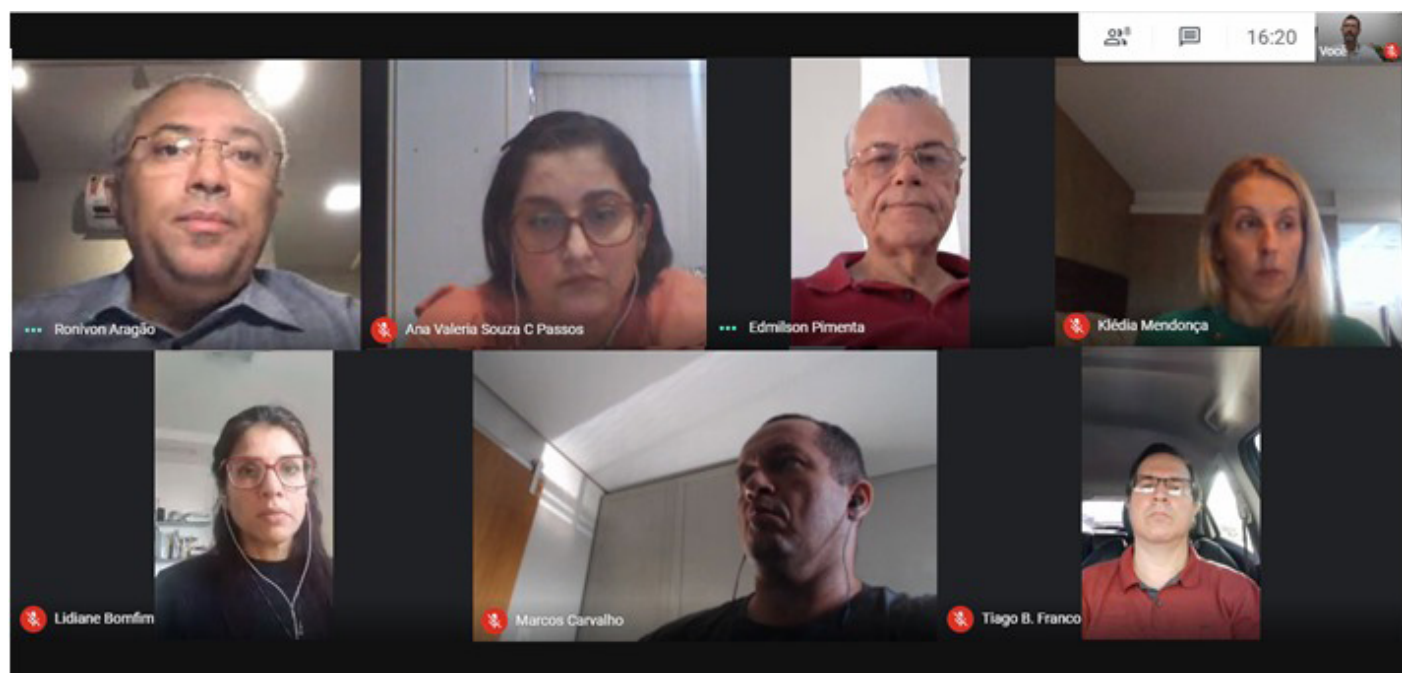 8
16:20
Você
Ronivon Aragão
Ana Valeria Souza C Passos
Edmilson Pimenta
Klédia Mendonça
Lidiane Bomfim
Marcos Carvalho
Tiago B. Franco